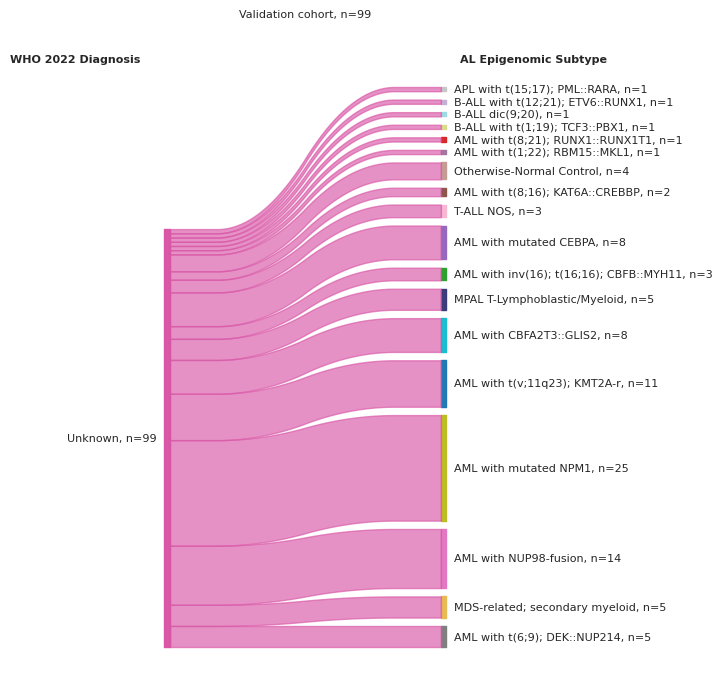 Validation cohort, n=99
WHO 2022 Diagnosis
AL Epigenomic Subtype
APL with t(15;17); PML::RARA, n=1
B-ALL with t(12;21); ETV6::RUNX1, n=1
B-ALL dic(9;20), n=1
B-ALL with t(1;19); TCF3::PBX1, n=1
AML with t(8;21); RUNX1::RUNX1T1, n=1
AML with t(1;22); RBM15::MKL1, n=1
Otherwise-Normal Control, n=4
AML with t(8;16); KAT6A::CREBBP, n=2
T-ALL NOS, n=3
AML with mutated CEBPA, n=8
AML with inv(16); t(16;16); CBFB::MYH11, n=3
MPAL T-Lymphoblastic/Myeloid, n=5
AML with CBFA2T3::GLIS2, n=8
AML with t(v;11q23); KMT2A-r, n=11
Unknown, n=99
AML with mutated NPM1, n=25
AML with NUP98-fusion, n=14
MDS-related; secondary myeloid, n=5
AML with t(6;9); DEK::NUP214, n=5